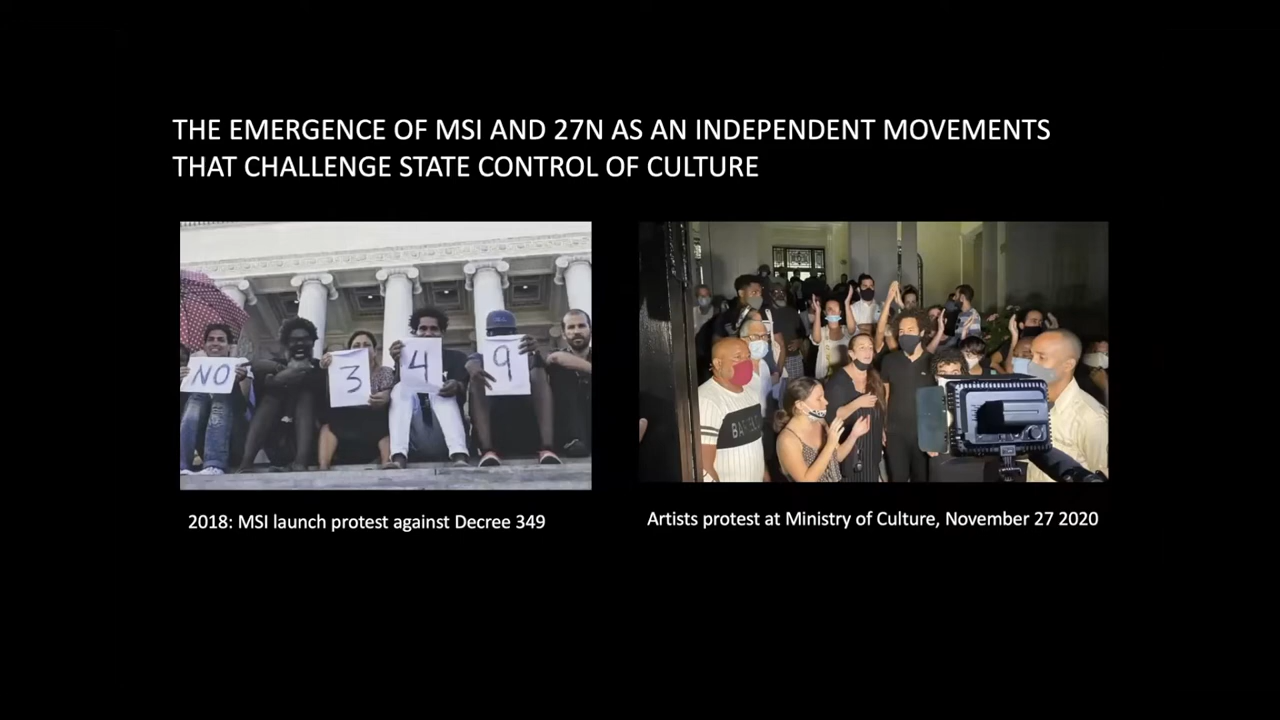 THE EMERGENCE OF MSI AND 27N AS AN INDEPENDENT MOVEMENTS
THAT CHALLENGE STATE CONTROL OF CULTURE
NO
3
4
9
2018: MSI launch protest against Decree 349
Artists protest at Ministry of Culture, November 27 2020